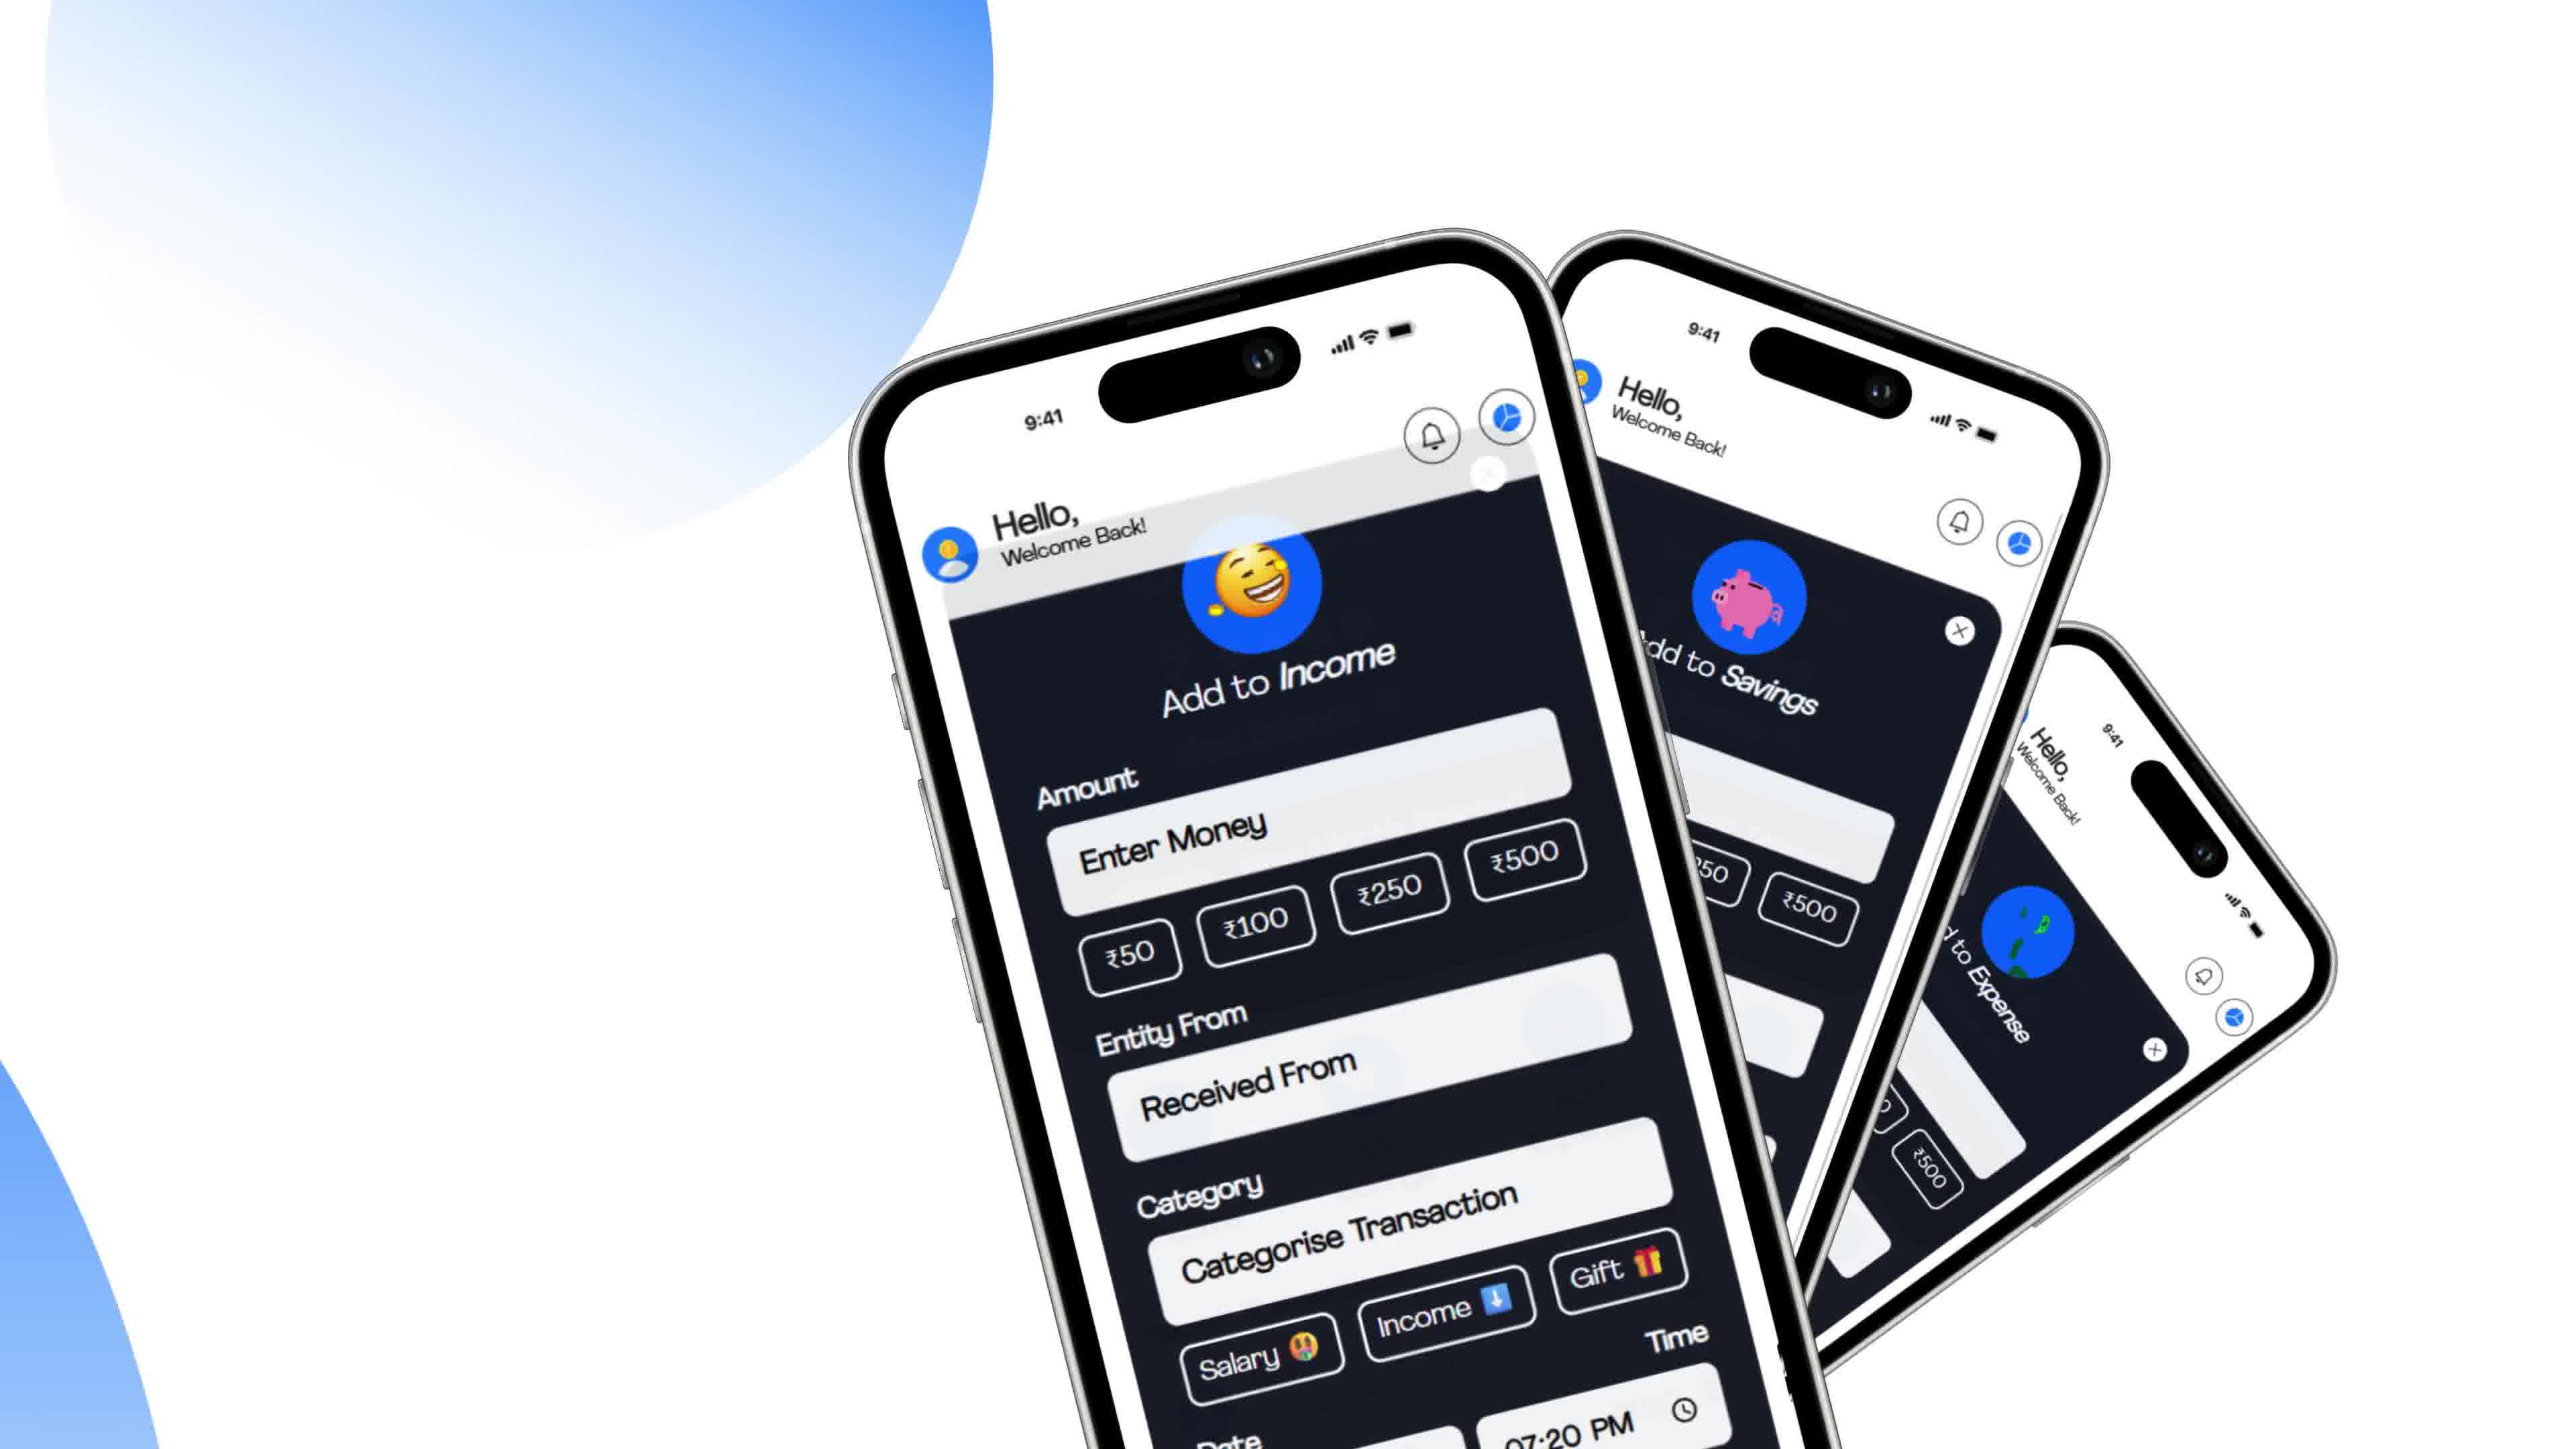 9:41
Hello,
Welcome Back!
Add to Income
Amount
Enter Money
₹50
₹100
₹250
₹500
Entity From
Received From
Category
Categorise Transaction
Salary
Income
Gift
Time
Date
07:20 PM
9:41
Hello,
Welcome Back!
to Savings
₹500
9:41
Hello,
Welcome Back!
to Expense
₹500